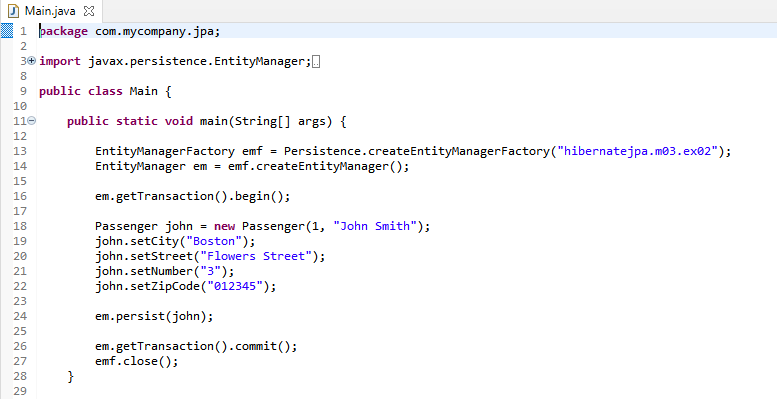 Main.java
1 package com.mycompany.jpa;
2
3 import javax.persistence.EntityManager;
8
9 public class Main {
10
11 public static void main(String[] args) {
12
13 EntityManagerFactory emf = Persistence.createEntityManagerFactory("hibernatejpa.m03.ex02");
14 EntityManager em = emf.createEntityManager();
15
16 em.getTransaction().begin();
17
18 Passenger john = new Passenger(1, "John Smith");
19 john.setCity("Boston");
20 john.setStreet("Flowers Street");
21 john.setNumber("3");
22 john.setZipCode("012345");
23
24 em.persist(john);
25
26 em.getTransaction().commit();
27 emf.close();
28 }
29